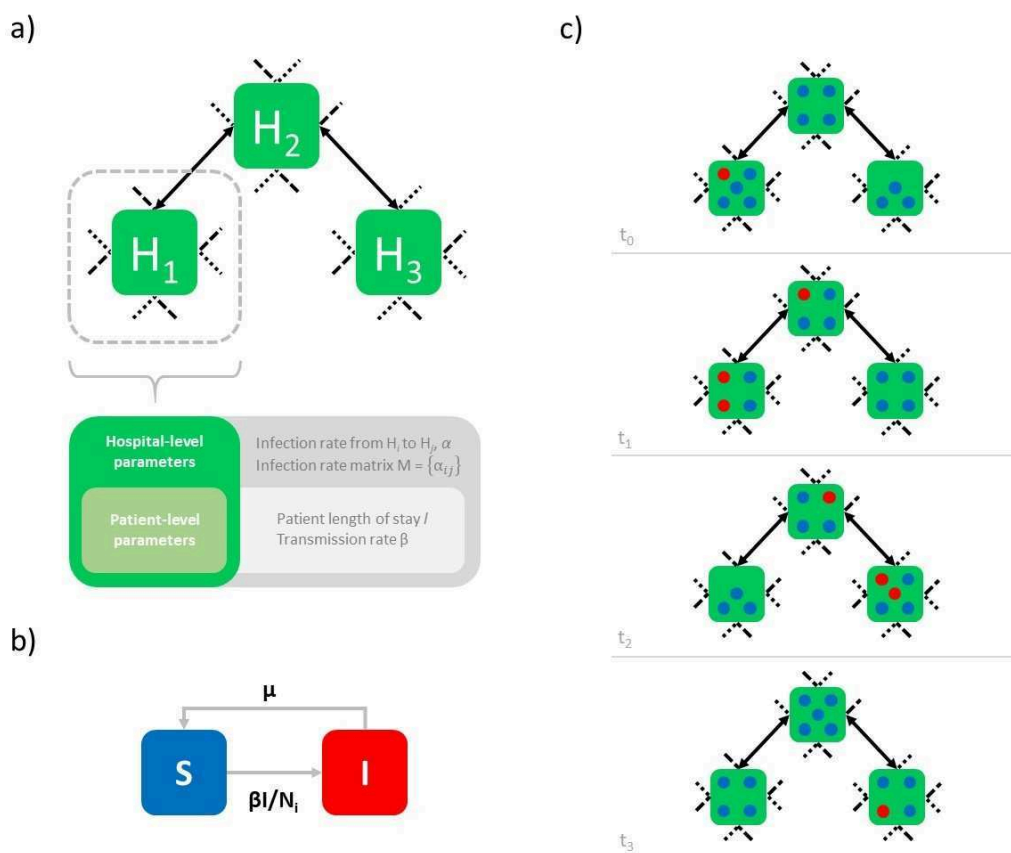 a)
H₂
H₁
H₃
Hospital-level
parameters
Infection rate from Hᵢ to Hⱼ, α
Infection rate matrix M = {αᵢⱼ}
Patient-level
parameters
Patient length of stay l
Transmission rate β
b)
μ
S
I
βI/Nᵢ
c)
t₀
t₁
t₂
t₃